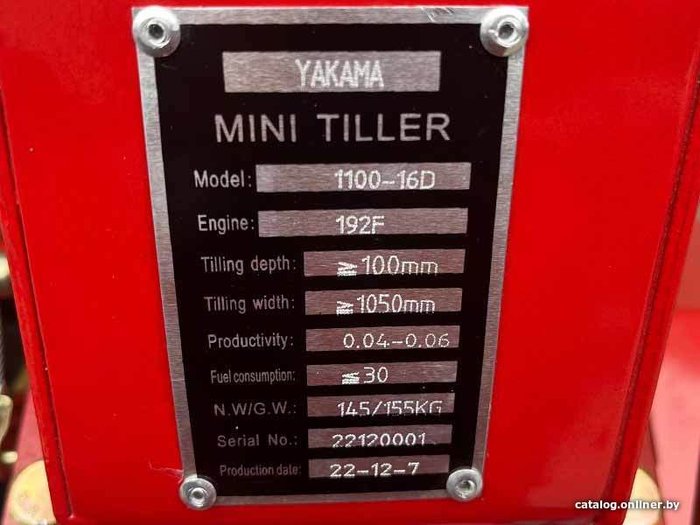 YAKAMA
MINI TILLER
Model: 1100-16D
Engine: 192F
Tilling depth: ≧100mm
Tilling width: ≧1050mm
Productivity: 0.04-0.06
Fuel consumption: ≦30
N.W/G.W.: 145/155KG
Serial No.: 22120001
Production date: 22-12-7
catalog.onliner.by